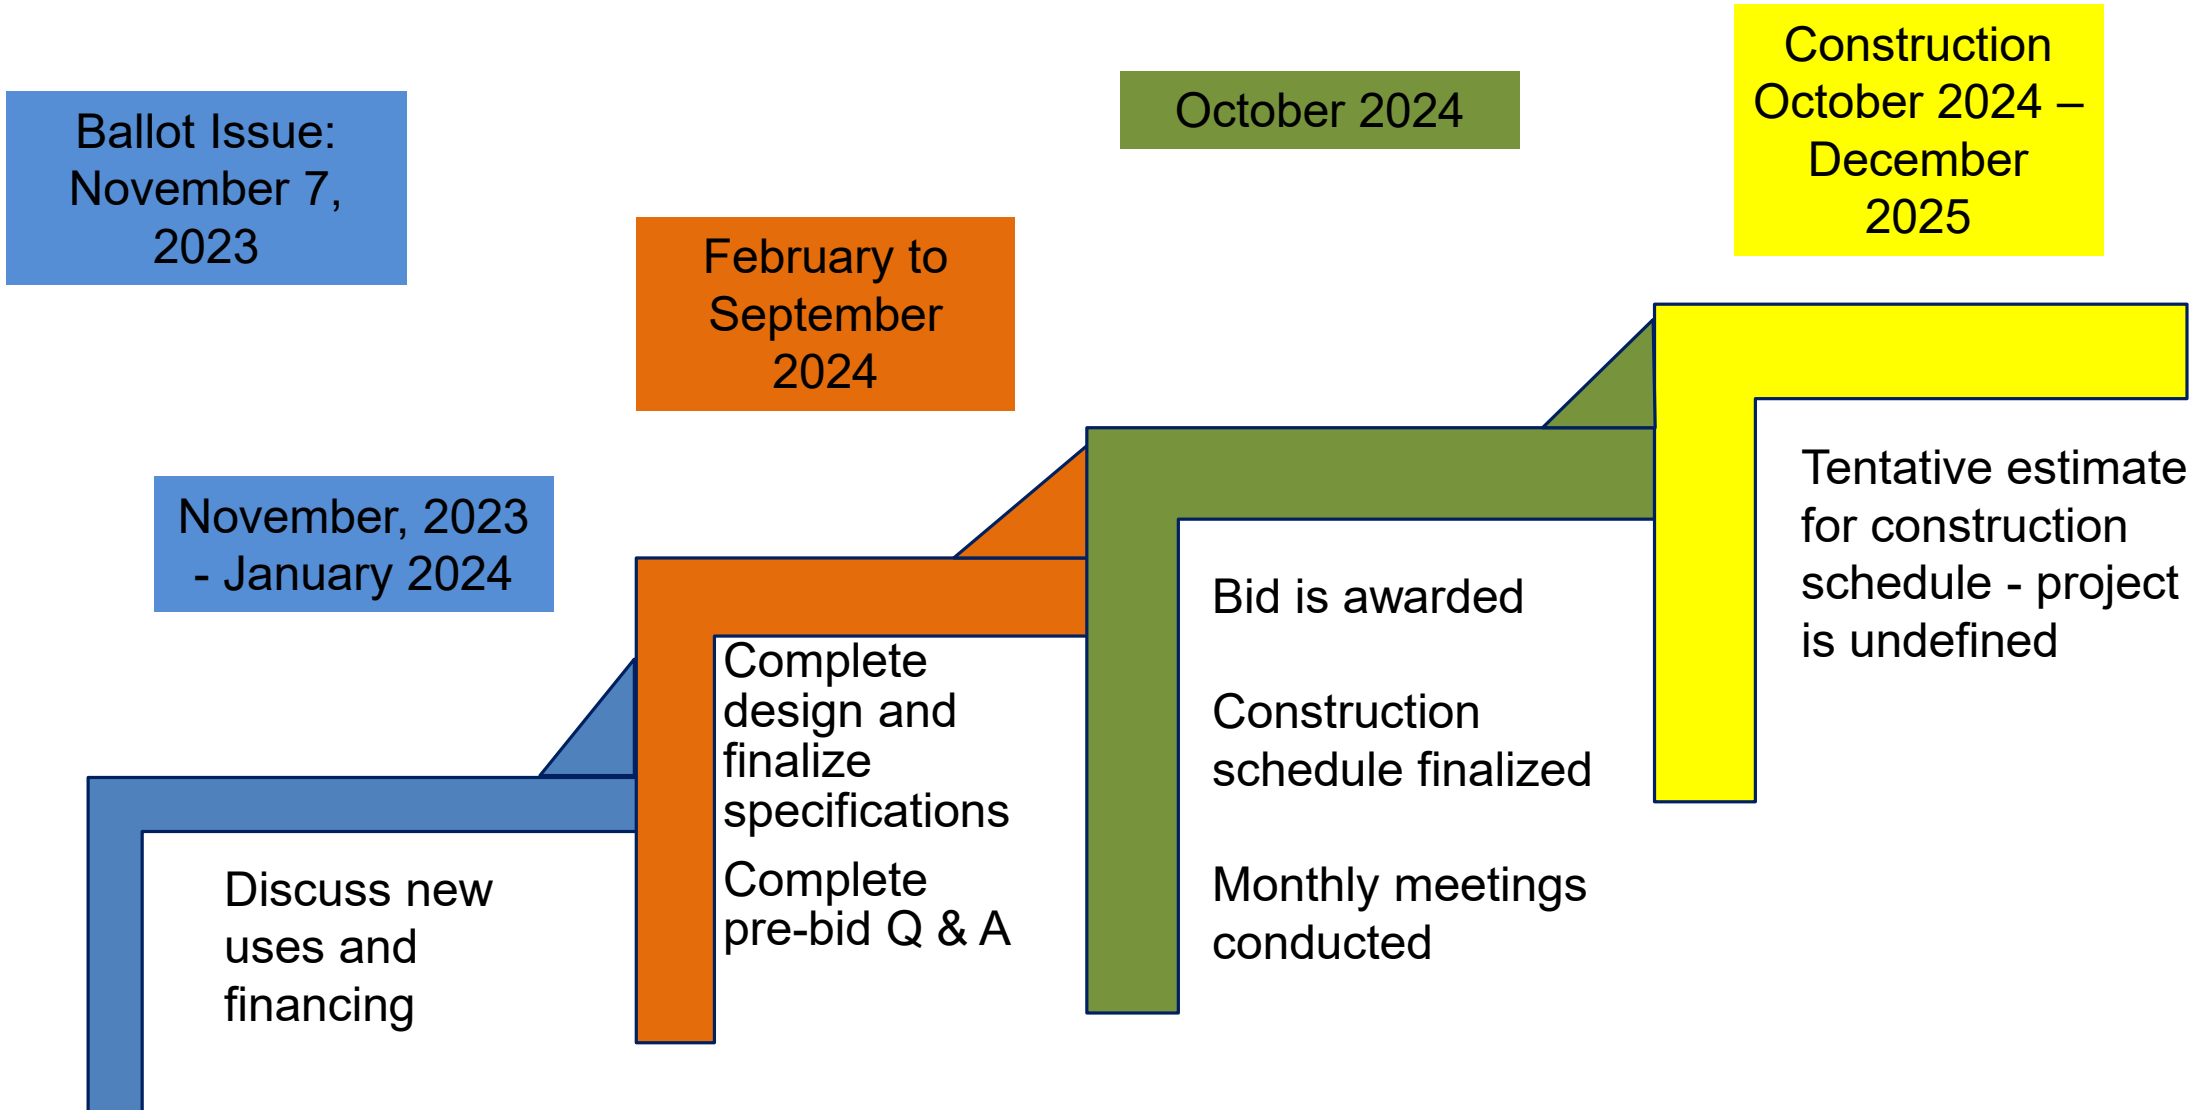 Ballot Issue:
November 7,
2023
November, 2023
- January 2024
Discuss new
uses and
financing
February to
September
2024
Complete
design and
finalize
specifications
Complete
pre-bid Q & A
October 2024
Bid is awarded
Construction
schedule finalized
Monthly meetings
conducted
Construction
October 2024 –
December
2025
Tentative estimate
for construction
schedule - project
is undefined